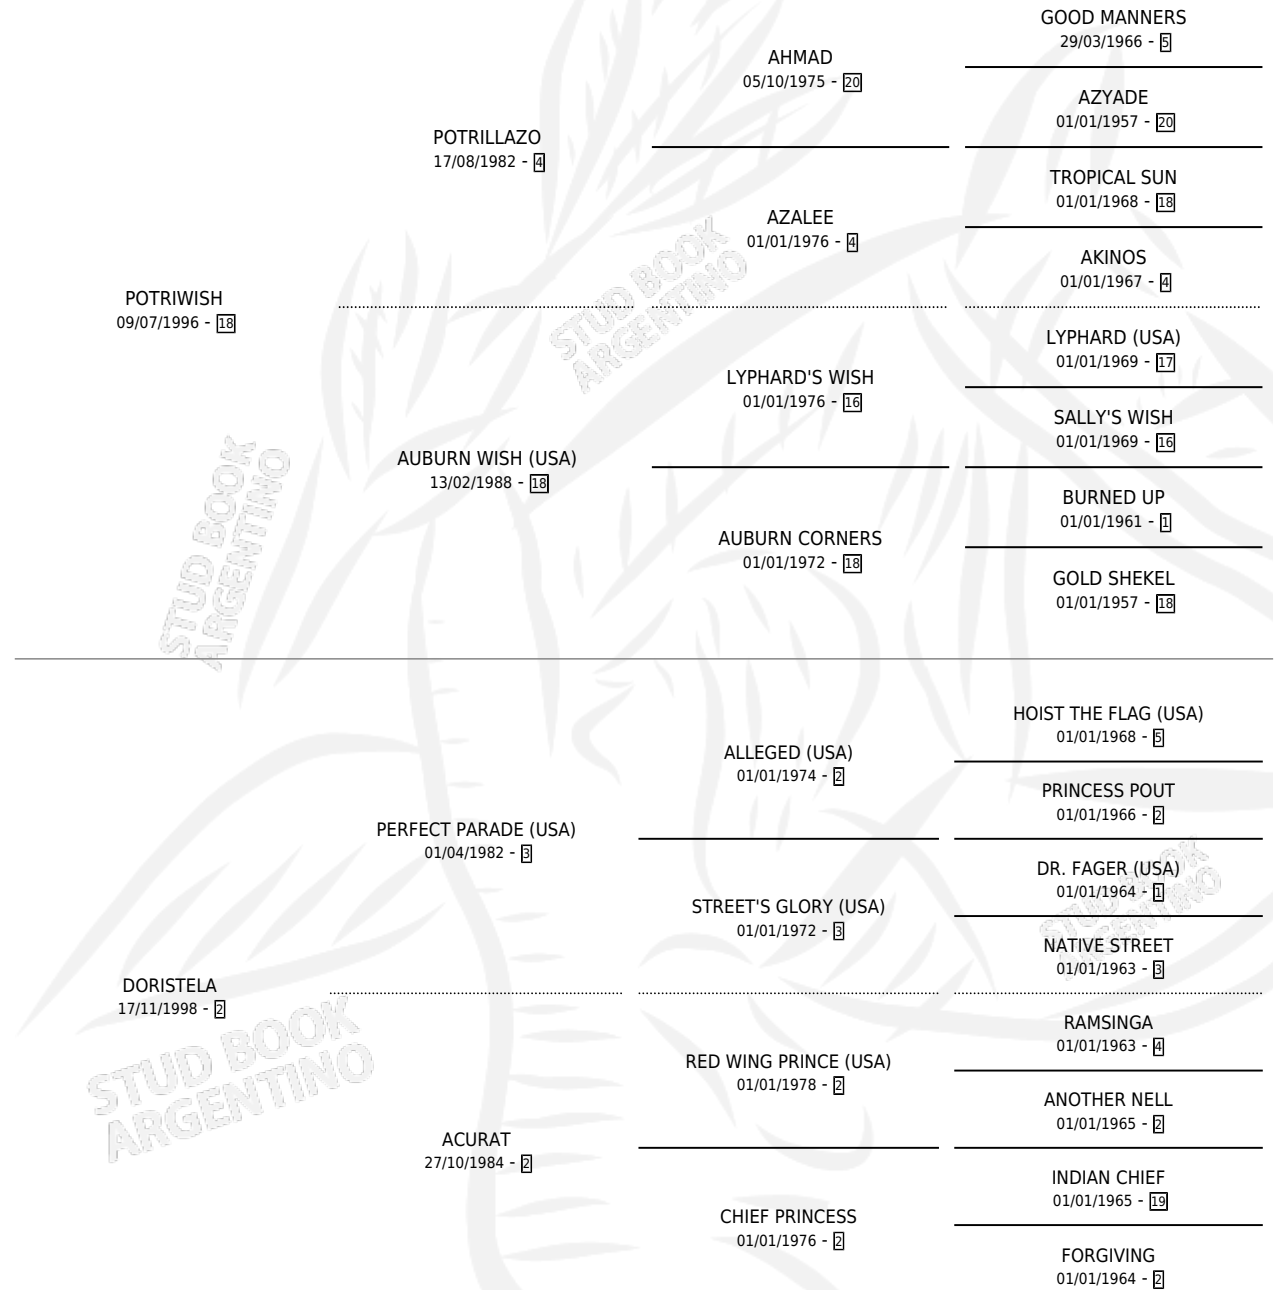 GOOD MANNERS
29/03/1966 - 5
AHMAD
05/10/1975 - 20
AZYADE
01/01/1957 - 20
POTRILLAZO
17/08/1982 - 4
TROPICAL SUN
01/01/1968 - 18
AZALEE
01/01/1976 - 4
AKINOS
01/01/1967 - 4
POTRIWISH
09/07/1996 - 18
LYPHARD (USA)
01/01/1969 - 17
LYPHARD'S WISH
01/01/1976 - 16
SALLY'S WISH
01/01/1969 - 16
AUBURN WISH (USA)
13/02/1988 - 18
BURNED UP
01/01/1961 - 1
AUBURN CORNERS
01/01/1972 - 18
GOLD SHEKEL
01/01/1957 - 18
HOIST THE FLAG (USA)
01/01/1968 - 5
ALLEGED (USA)
01/01/1974 - 2
PRINCESS POUT
01/01/1966 - 2
PERFECT PARADE (USA)
01/04/1982 - 3
DR. FAGER (USA)
01/01/1964 - 1
STREET'S GLORY (USA)
01/01/1972 - 3
NATIVE STREET
01/01/1963 - 3
DORISTELA
17/11/1998 - 2
RAMSINGA
01/01/1963 - 4
RED WING PRINCE (USA)
01/01/1978 - 2
ANOTHER NELL
01/01/1965 - 2
ACURAT
27/10/1984 - 2
INDIAN CHIEF
01/01/1965 - 19
CHIEF PRINCESS
01/01/1976 - 2
FORGIVING
01/01/1964 - 2
STUD BOOK
ARGENTINO
STUD BOOK
ARGENTINO
STUD BOOK
ARGENTINO
STUD BOOK
ARGENTINO